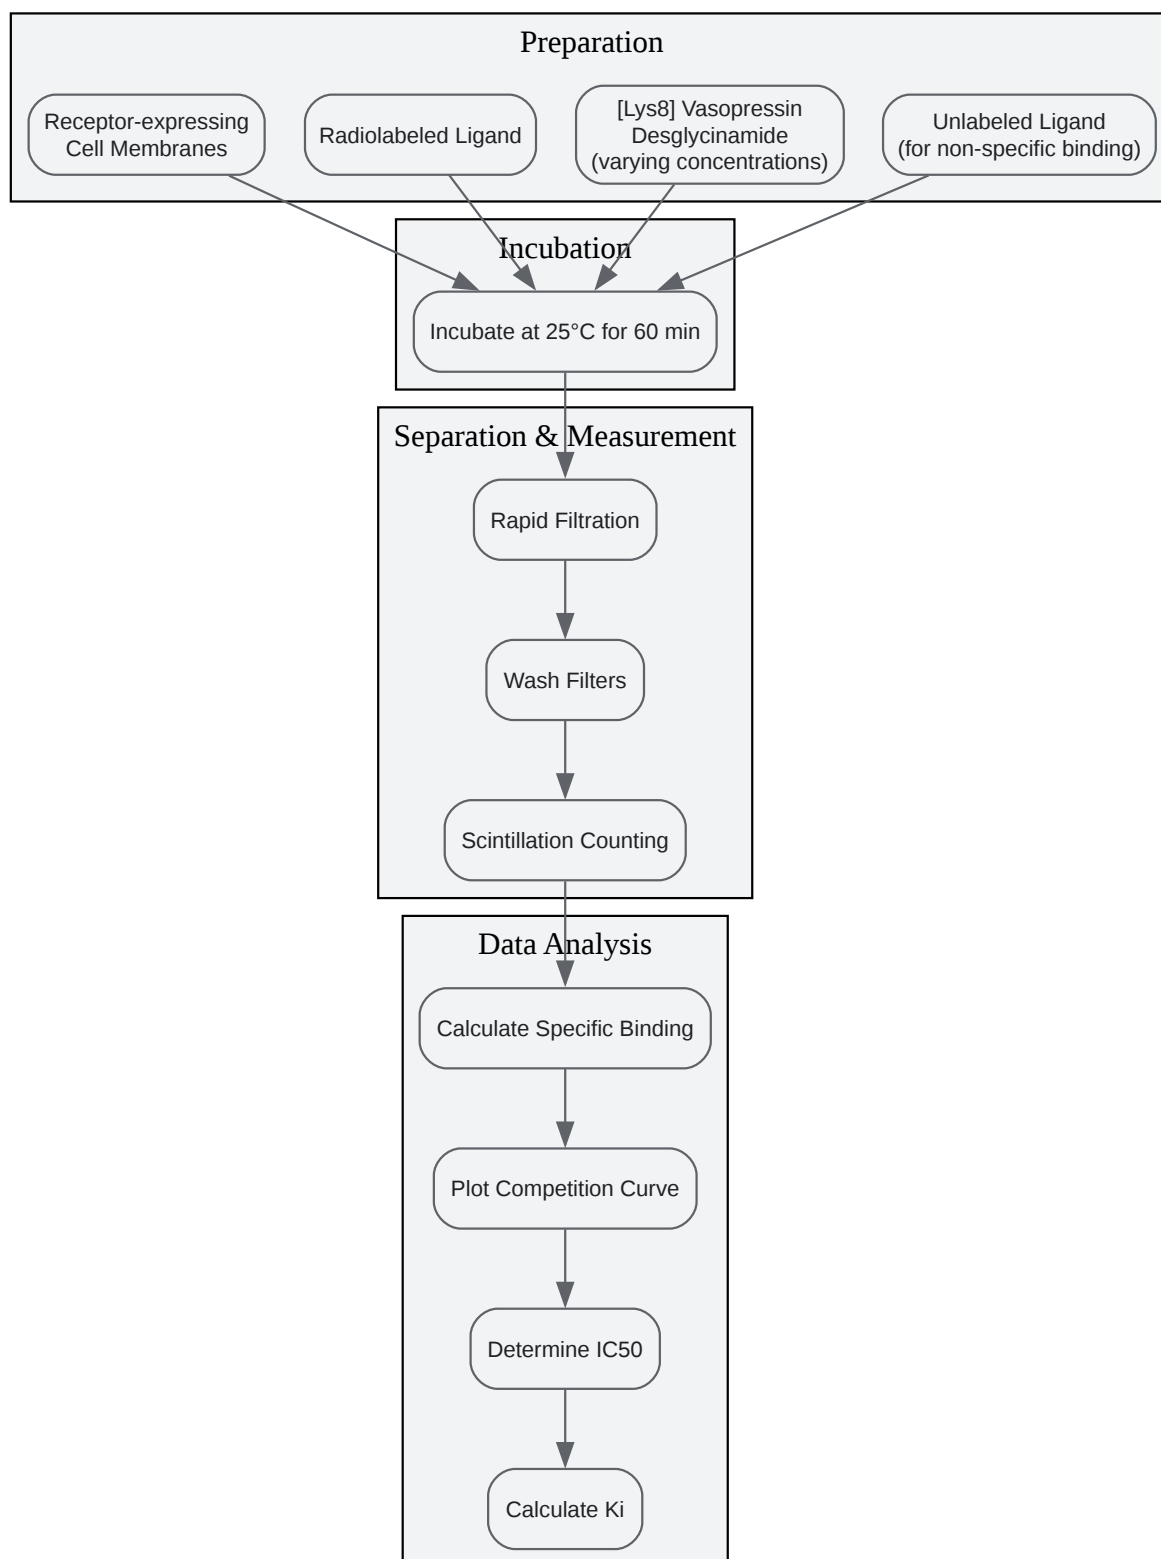 Preparation
Receptor-expressing
Cell Membranes
Radiolabeled Ligand
[Lys8] Vasopressin
Desglycinamide
(varying concentrations)
Unlabeled Ligand
(for non-specific binding)
Incubation
Incubate at 25°C for 60 min
Separation & Measurement
Rapid Filtration
Wash Filters
Scintillation Counting
Data Analysis
Calculate Specific Binding
Plot Competition Curve
Determine IC50
Calculate Ki